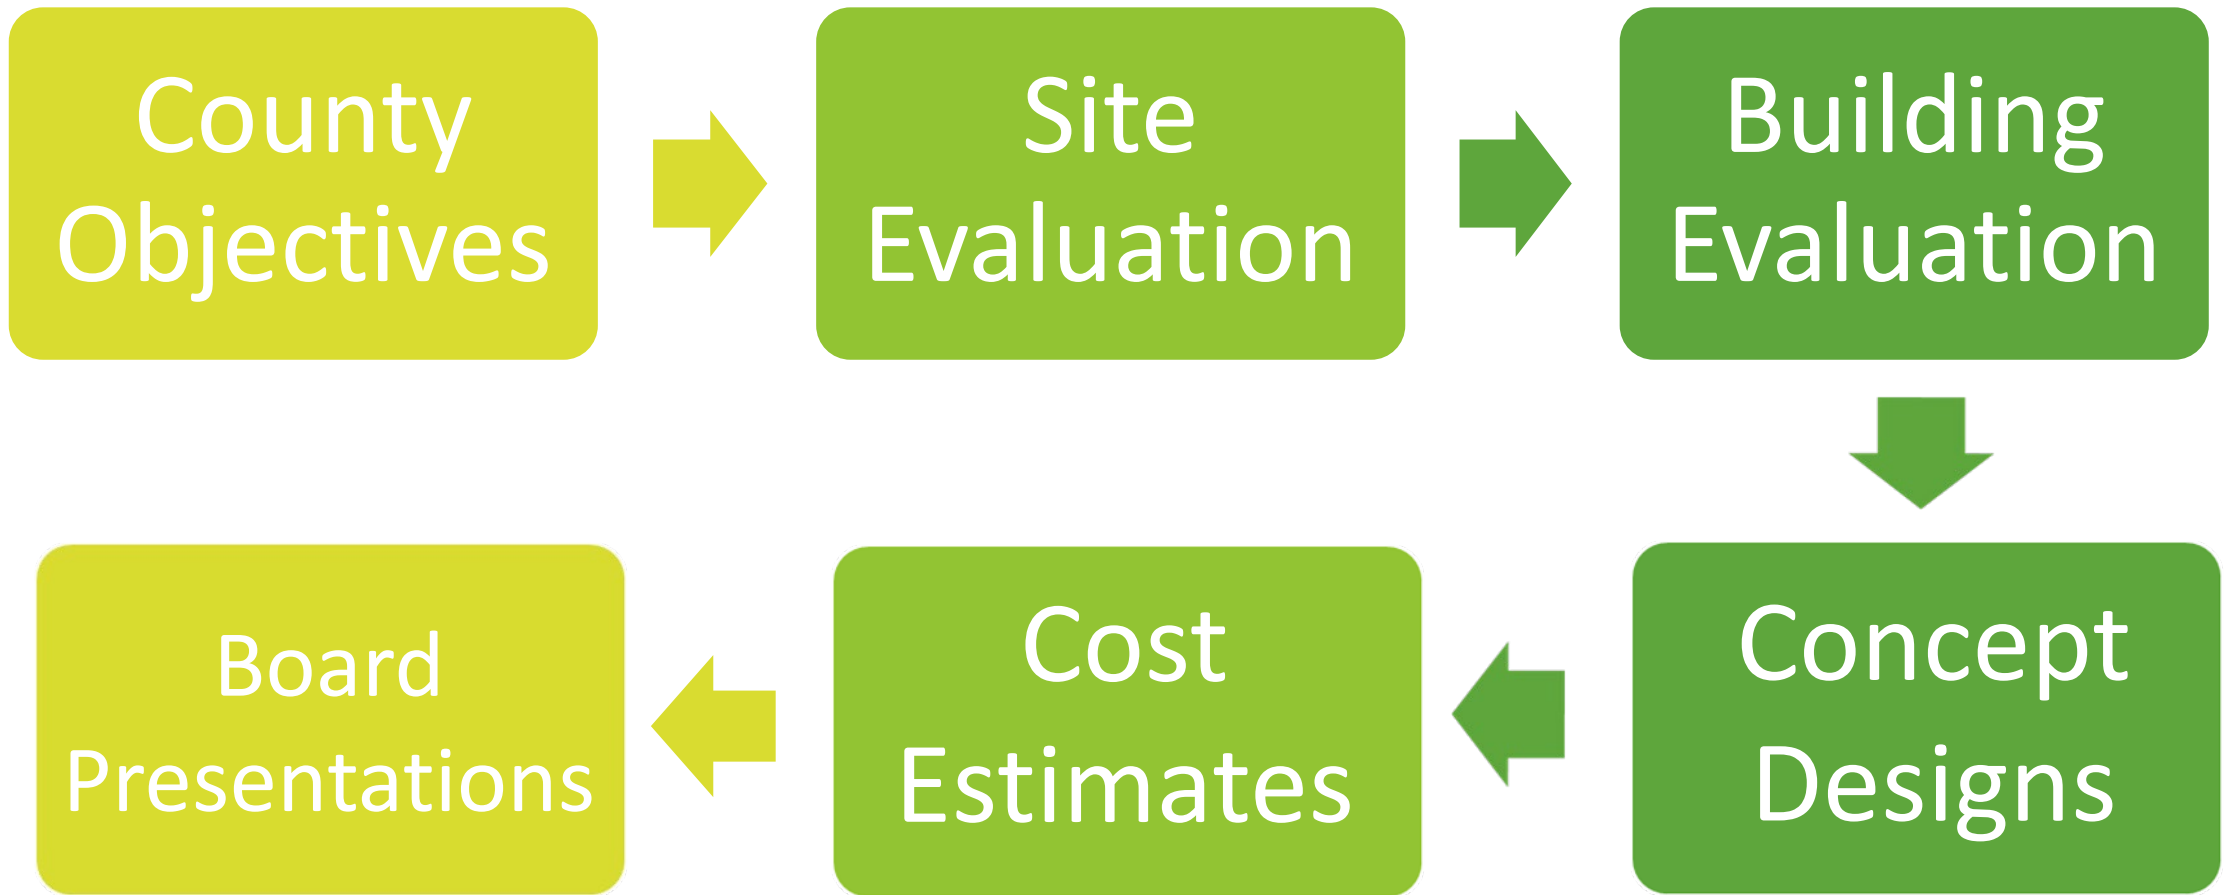 County
Objectives
Site
Evaluation
Building
Evaluation
Concept
Designs
Cost
Estimates
Board
Presentations